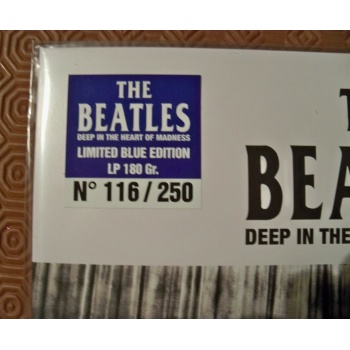 THE
BEATLES
DEEP IN THE HEART OF MADNESS
LIMITED BLUE EDITION
LP 180 Gr.
N° 116 / 250
BEA
DEEP IN THE